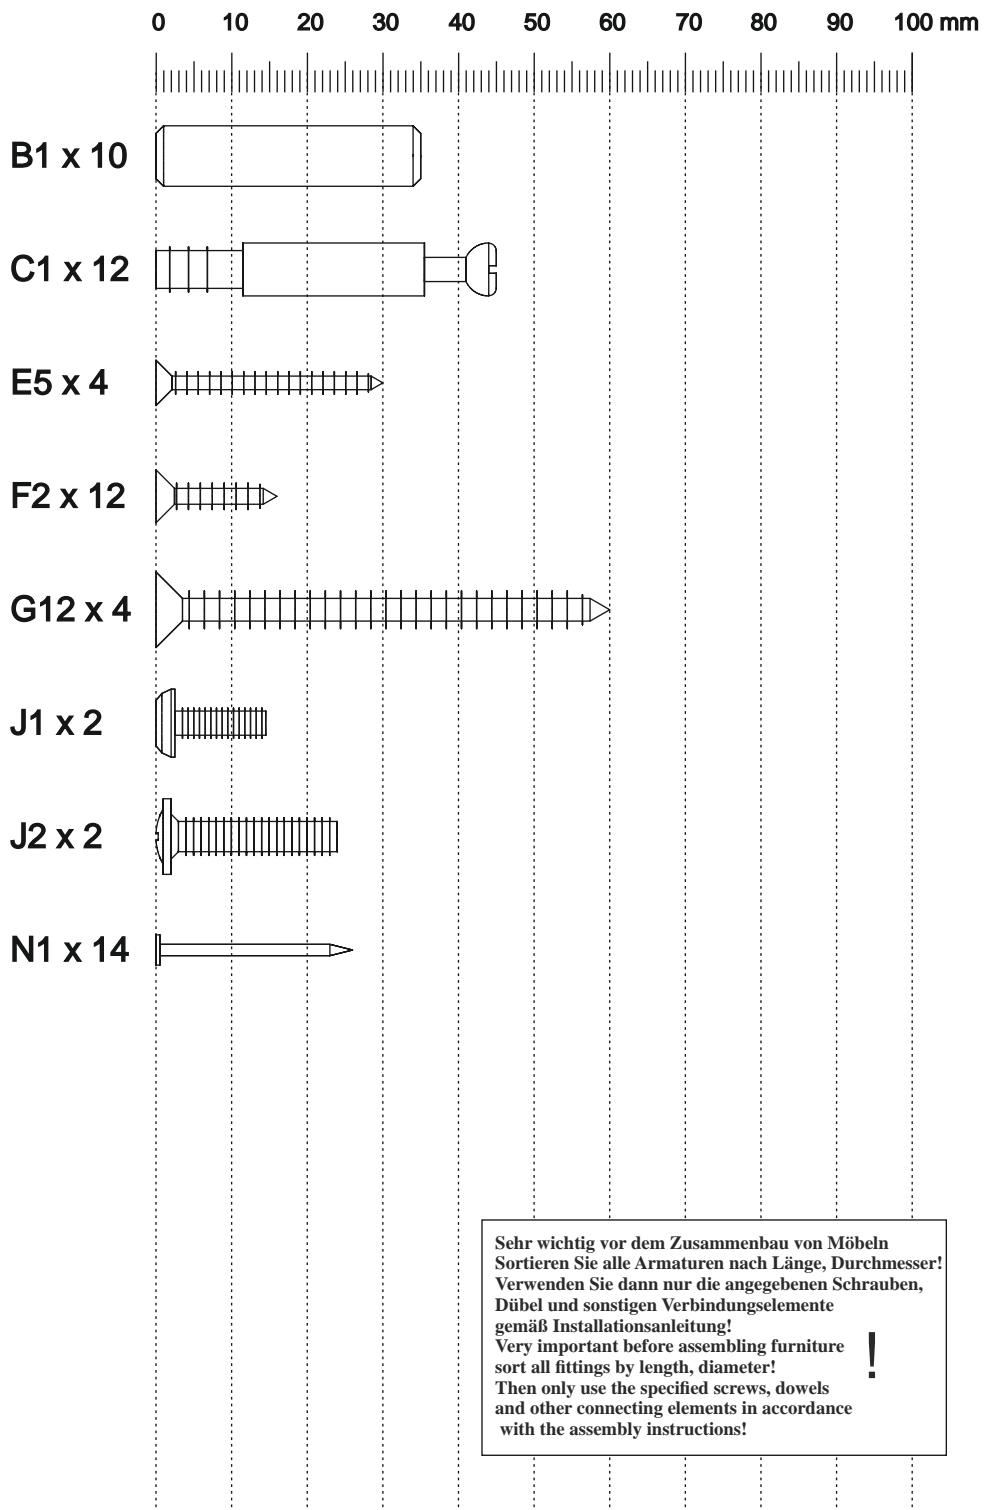 0 10 20 30 40 50 60 70 80 90 100 mm
B1 x 10
C1 x 12
E5 x 4
F2 x 12
G12 x 4
J1 x 2
J2 x 2
N1 x 14
Sehr wichtig vor dem Zusammenbau von Möbeln
Sortieren Sie alle Armaturen nach Länge, Durchmesser!
Verwenden Sie dann nur die angegebenen Schrauben,
Dübel und sonstigen Verbindungselemente
gemäß Installationsanleitung!
Very important before assembling furniture
sort all fittings by length, diameter!
Then only use the specified screws, dowels
and other connecting elements in accordance
with the assembly instructions!
!